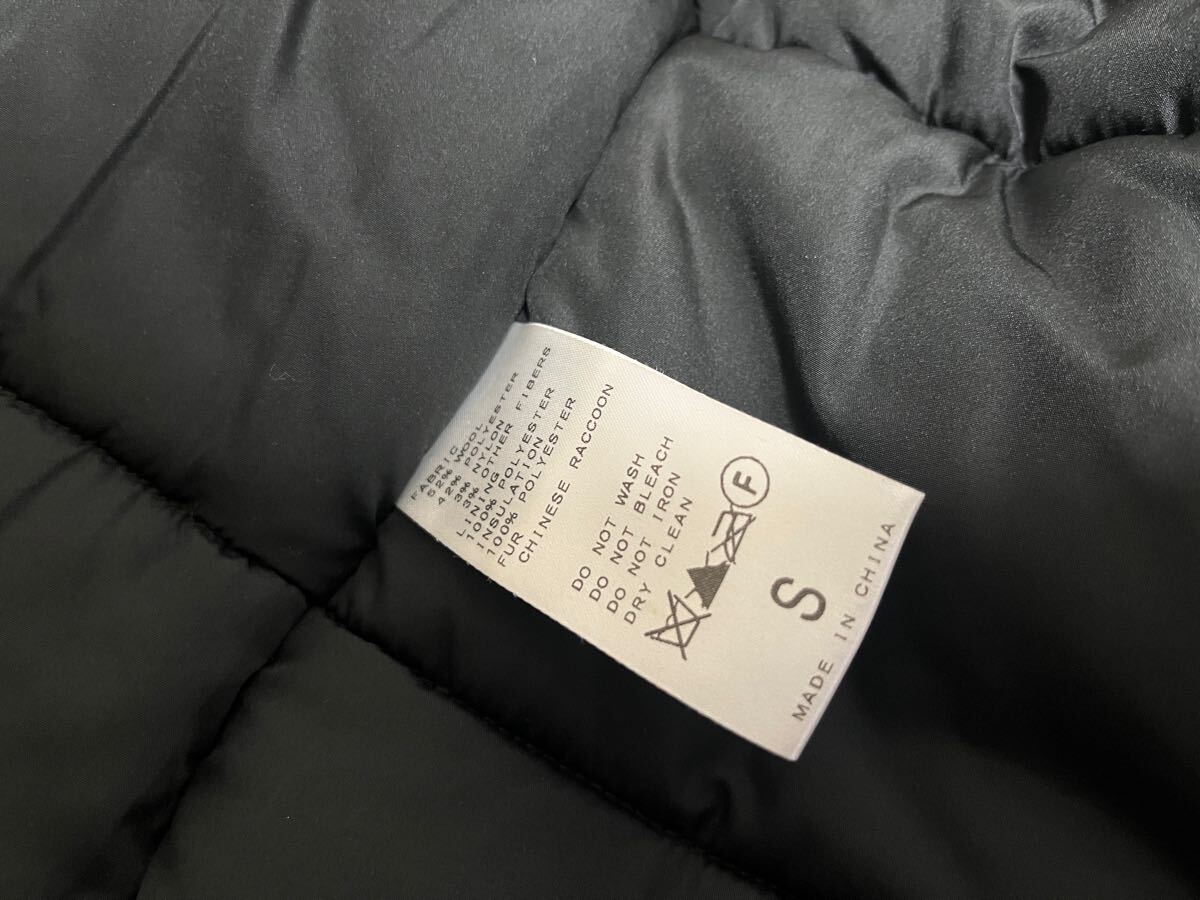 FABRIC
52% WOOL
42% POLYESTER
3% NYLON
3% OTHER FIBERS
LINING
100% POLYESTER
INSULATION
100% POLYESTER
FUR
CHINESE RACCOON
DO NOT WASH
DO NOT BLEACH
DO NOT IRON
DRY CLEAN
F
S
MADE IN CHINA